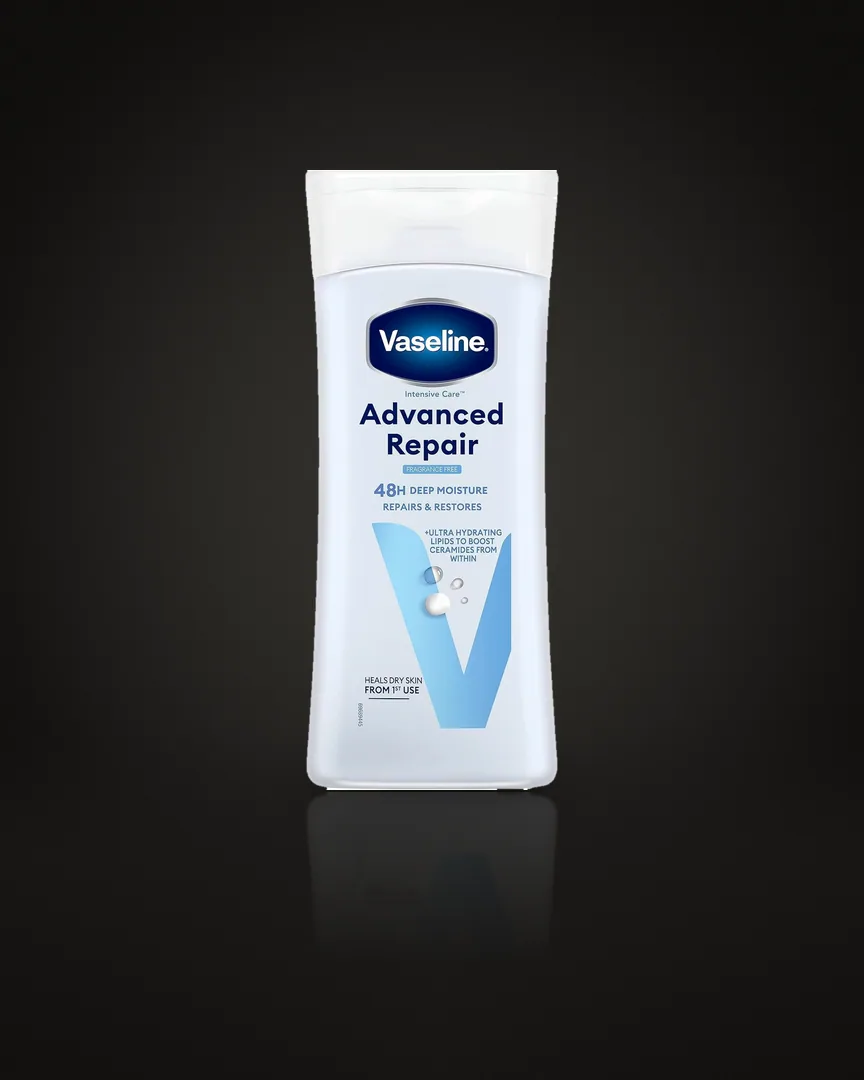 Vaseline®
Intensive Care™
Advanced
Repair
FRAGRANCE FREE
48H DEEP MOISTURE
REPAIRS & RESTORES
+ULTRA HYDRATING
LIPIDS TO BOOST
CERAMIDES FROM
WITHIN
HEALS DRY SKIN
FROM 1ST USE